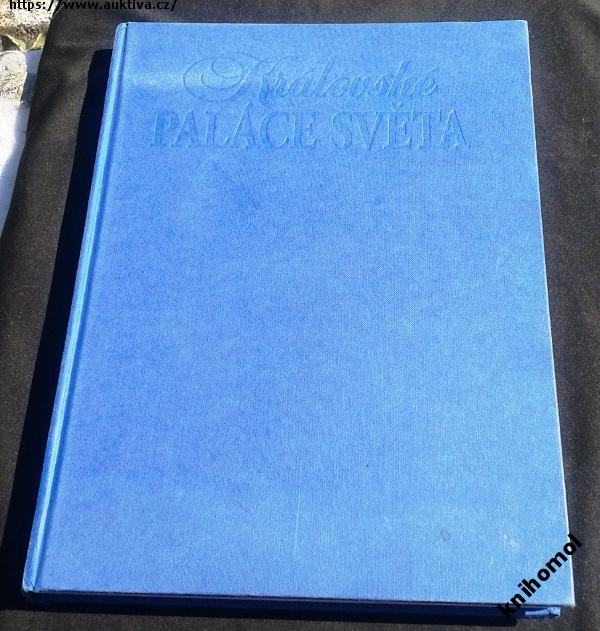 https://www.auktiva.cz/
Královské
PALÁCE SVĚTA
knihomol